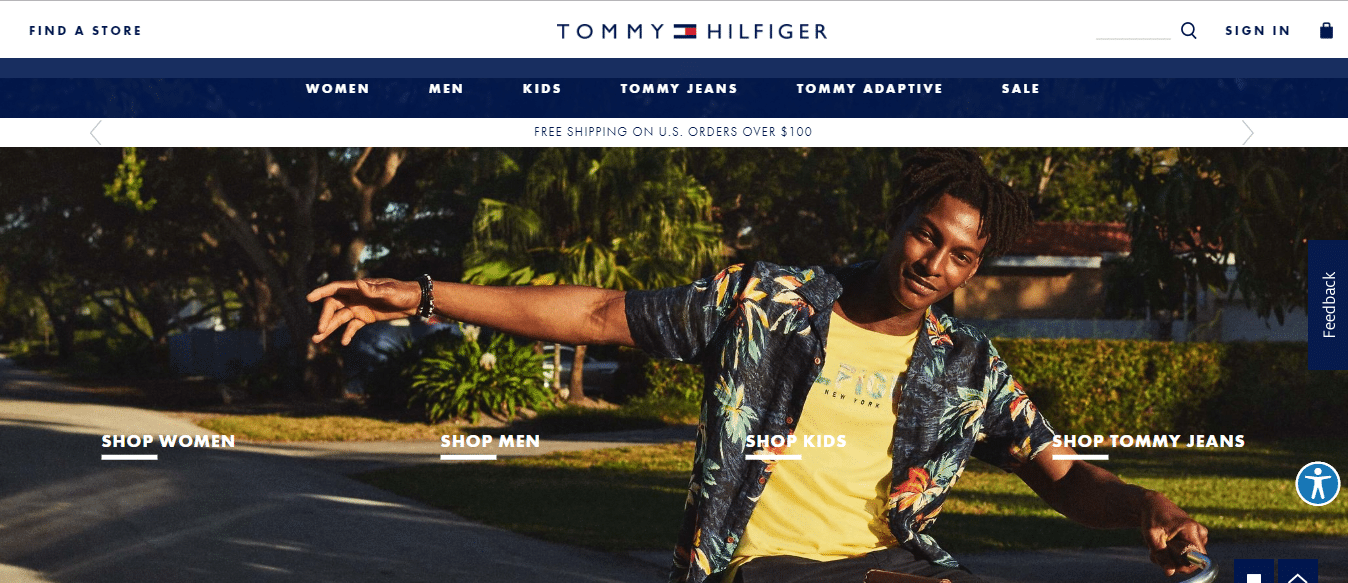 FIND A STORE
TOMMY HILFIGER
SIGN IN
WOMEN MEN KIDS TOMMY JEANS TOMMY ADAPTIVE SALE
FREE SHIPPING ON U.S. ORDERS OVER $100
Feedback
LFIG
NEW YORK
SHOP WOMEN SHOP MEN SHOP KIDS SHOP TOMMY JEANS